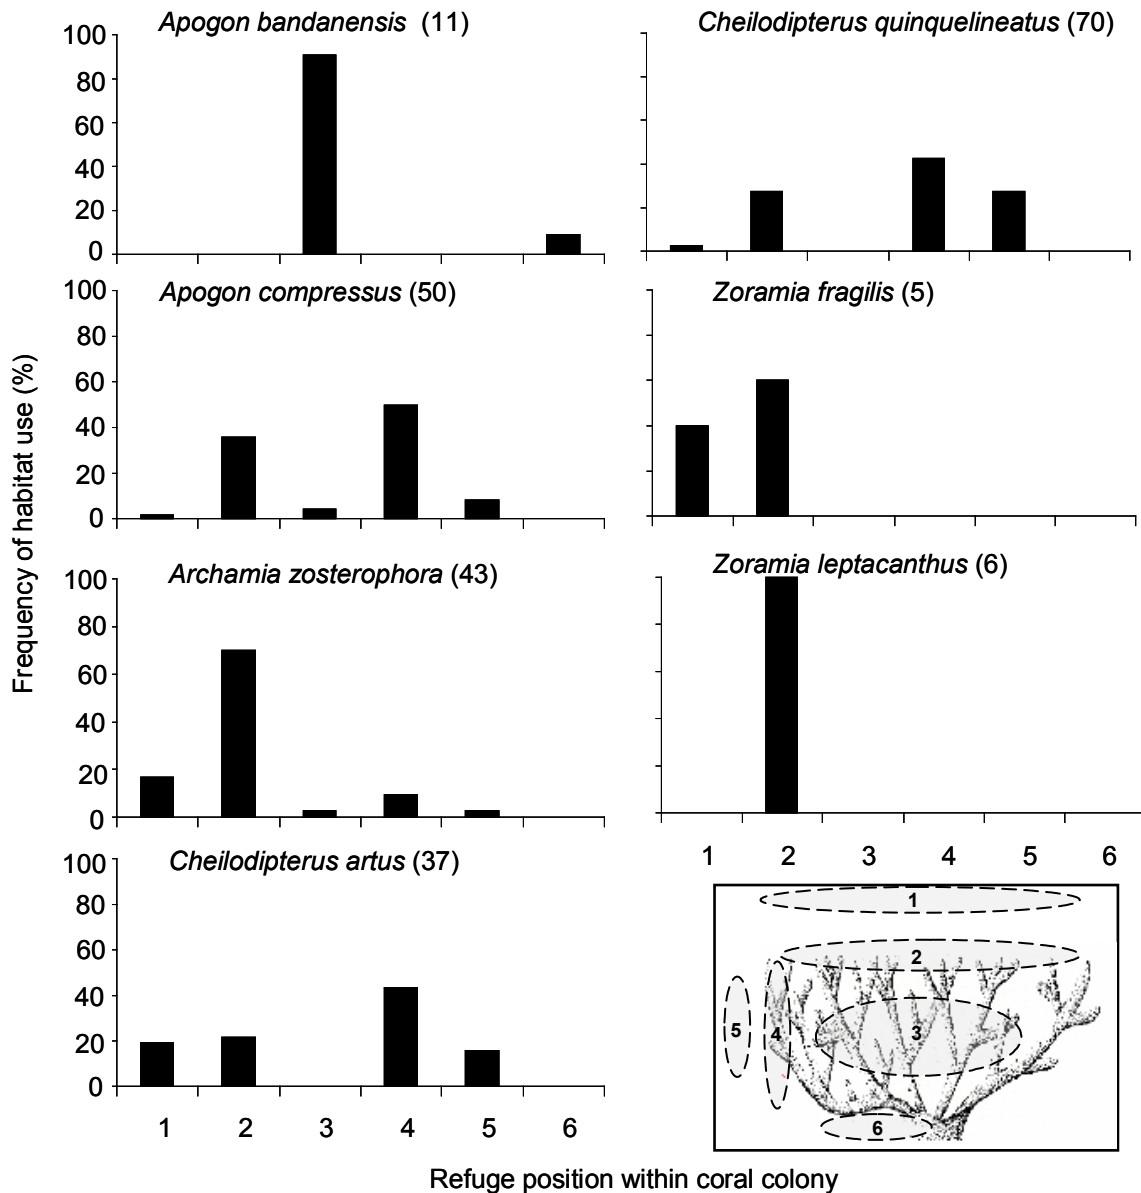 Apogon bandanensis (11)
100
80
60
40
20
0
Cheilodipterus quinquelineatus (70)
Apogon compressus (50)
100
80
60
40
20
0
Zoramia fragilis (5)
Frequency of habitat use (%)
Archamia zosterophora (43)
100
80
60
40
20
0
Zoramia leptacanthus (6)
1 2 3 4 5 6
Cheilodipterus artus (37)
100
80
60
40
20
0
1 2 3 4 5 6
1
2
3
4
5
6
Refuge position within coral colony